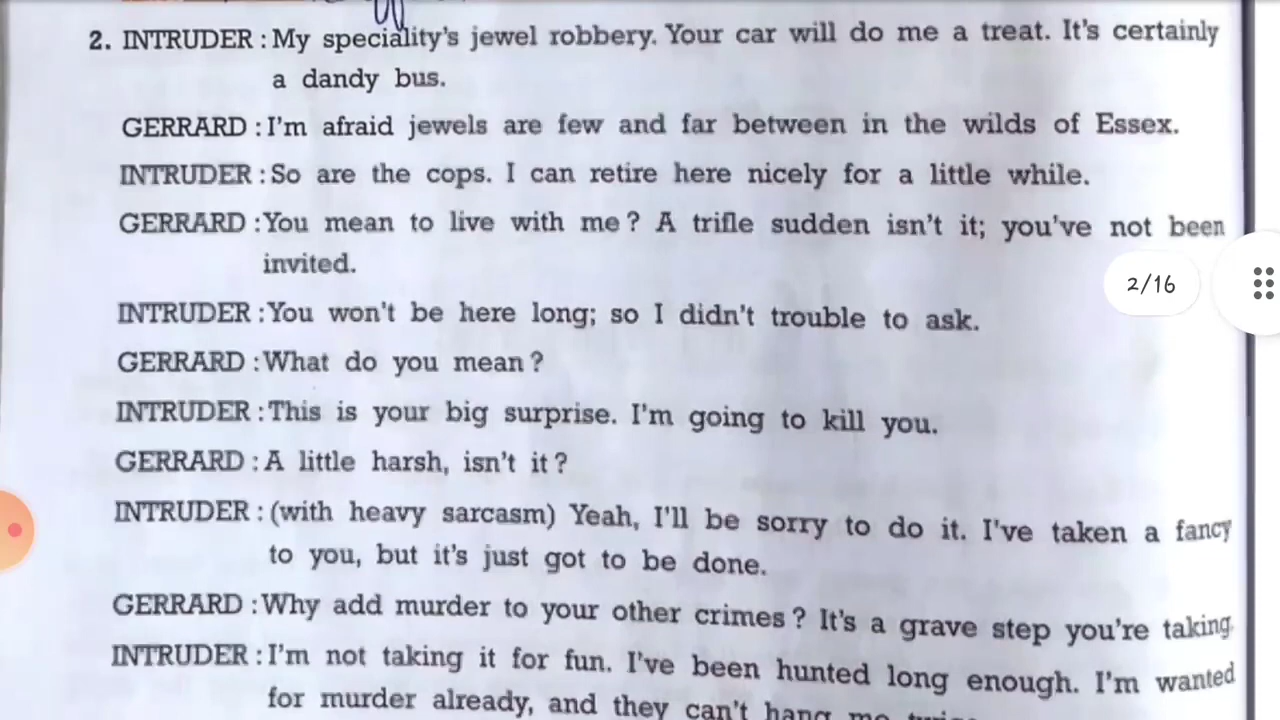 2. INTRUDER : My speciality's jewel robbery. Your car will do me a treat. It's certainly
a dandy bus.
GERRARD : I'm afraid jewels are few and far between in the wilds of Essex.
INTRUDER : So are the cops. I can retire here nicely for a little while.
GERRARD : You mean to live with me ? A trifle sudden isn't it; you've not been
invited.
2/16
INTRUDER : You won't be here long; so I didn't trouble to ask.
GERRARD : What do you mean ?
INTRUDER : This is your big surprise. I'm going to kill you.
GERRARD : A little harsh, isn't it ?
INTRUDER : (with heavy sarcasm) Yeah, I'll be sorry to do it. I've taken a fancy
to you, but it's just got to be done.
GERRARD : Why add murder to your other crimes ? It's a grave step you're taking
INTRUDER : I'm not taking it for fun. I've been hunted long enough. I'm wanted
for murder already, and they can't hang me